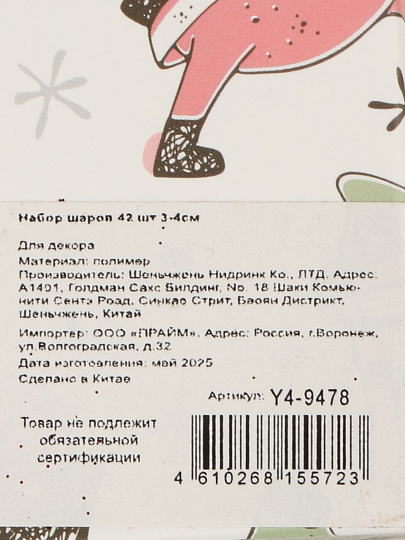 Набор шаров 42 шт 3-4см
Для декора
Материал: полимер
Производитель: Шеньчжень Нидринк Ко., ЛТД. Адрес:
А1401, Голдман Сакс Билдинг, No. 18 Шаки Комью-
нити Сентэ Роад, Синкао Стрит, Баоян Дистрикт,
Шеньчжень, Китай
Импортер: ООО «ПРАЙМ». Адрес: Россия, г.Воронеж,
ул.Волгоградская, д.32
Дата изготовления: май 2025
Сделано в Китае
Артикул: Y4-9478
Товар не подлежит
обязательной
сертификации
4 610268 155723